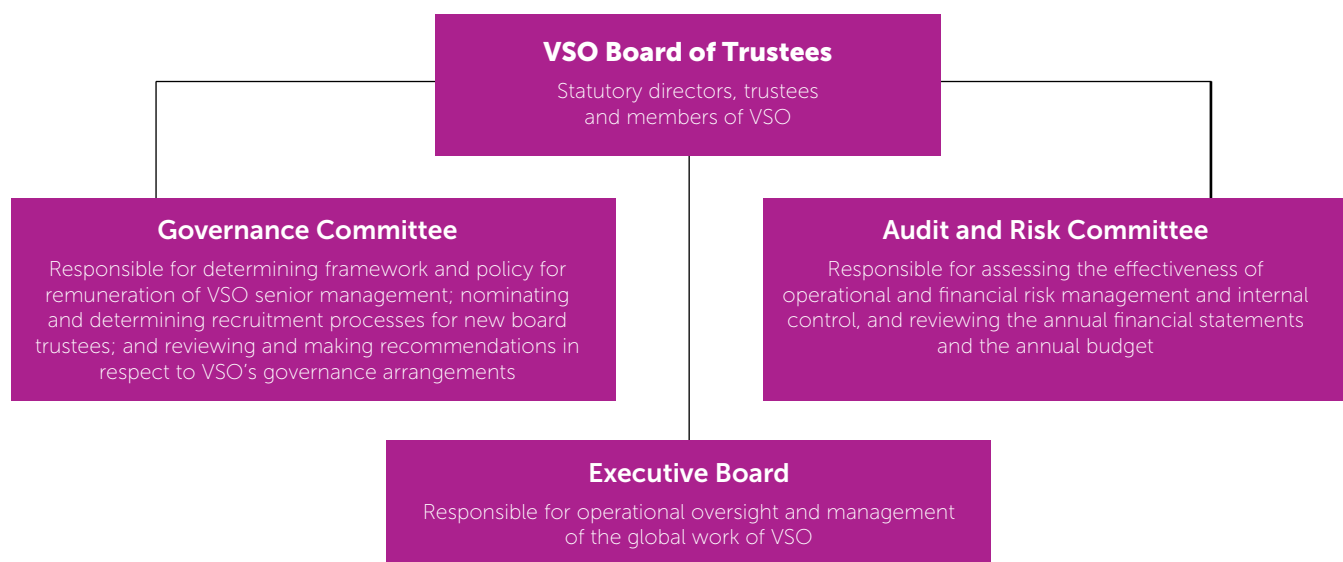 VSO Board of Trustees
Statutory directors, trustees
and members of VSO
Governance Committee
Responsible for determining framework and policy for
remuneration of VSO senior management; nominating
and determining recruitment processes for new board
trustees; and reviewing and making recommendations in
respect to VSO’s governance arrangements
Audit and Risk Committee
Responsible for assessing the effectiveness of
operational and financial risk management and internal
control, and reviewing the annual financial statements
and the annual budget
Executive Board
Responsible for operational oversight and management
of the global work of VSO